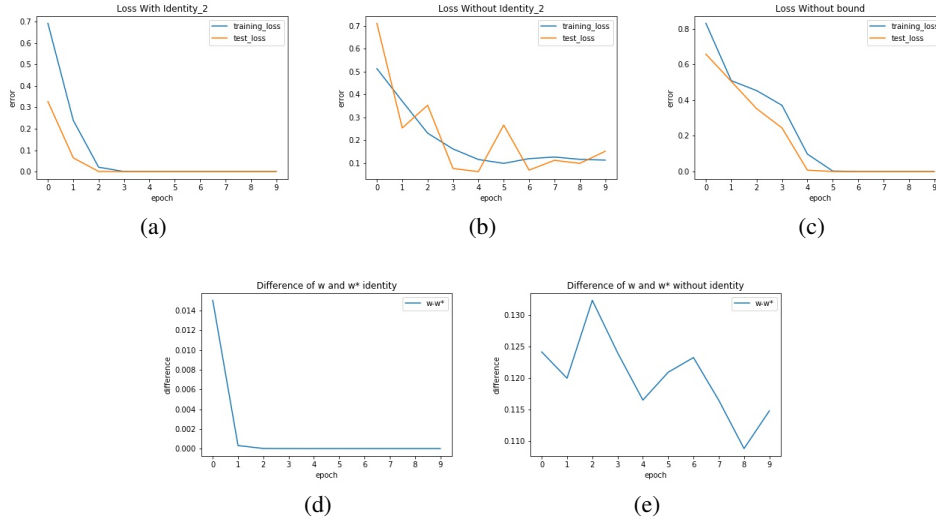 Loss With Identity_2
training_loss
test_loss
error
0.7
0.6
0.5
0.4
0.3
0.2
0.1
0.0
0 1 2 3 4 5 6 7 8 9
epoch
(a)
Loss Without Identity_2
training_loss
test_loss
error
0.7
0.6
0.5
0.4
0.3
0.2
0.1
0 1 2 3 4 5 6 7 8 9
epoch
(b)
Loss Without bound
training_loss
test_loss
error
0.8
0.6
0.4
0.2
0.0
0 1 2 3 4 5 6 7 8 9
epoch
(c)
Difference of w and w* identity
w-w*
difference
0.014
0.012
0.010
0.008
0.006
0.004
0.002
0.000
0 1 2 3 4 5 6 7 8 9
epoch
(d)
Difference of w and w* without identity
w-w*
difference
0.130
0.125
0.120
0.115
0.110
0 1 2 3 4 5 6 7 8 9
epoch
(e)